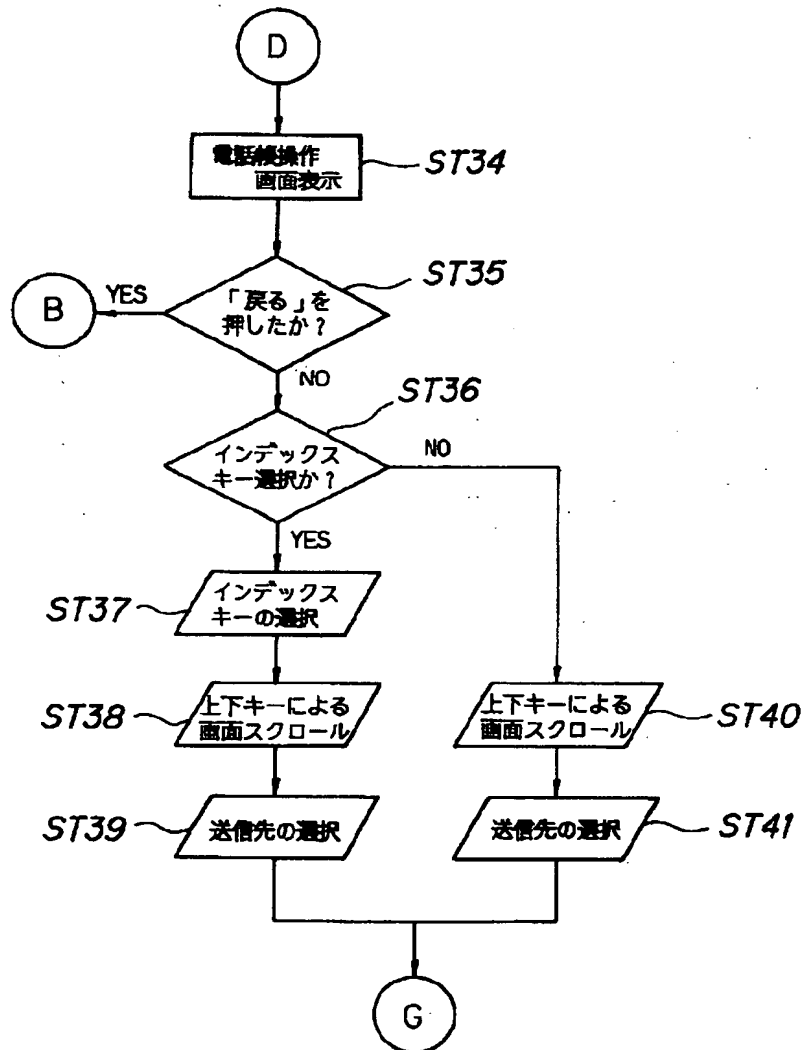 D
電話帳操作
画面表示
ST34
ST35
B
YES
「戻る」を
押したか？
NO
ST36
インデックス
キー選択か？
NO
YES
ST37
インデックス
キーの選択
ST38
上下キーによる
画面スクロール
上下キーによる
画面スクロール
ST40
ST39
送信先の選択
送信先の選択
ST41
G